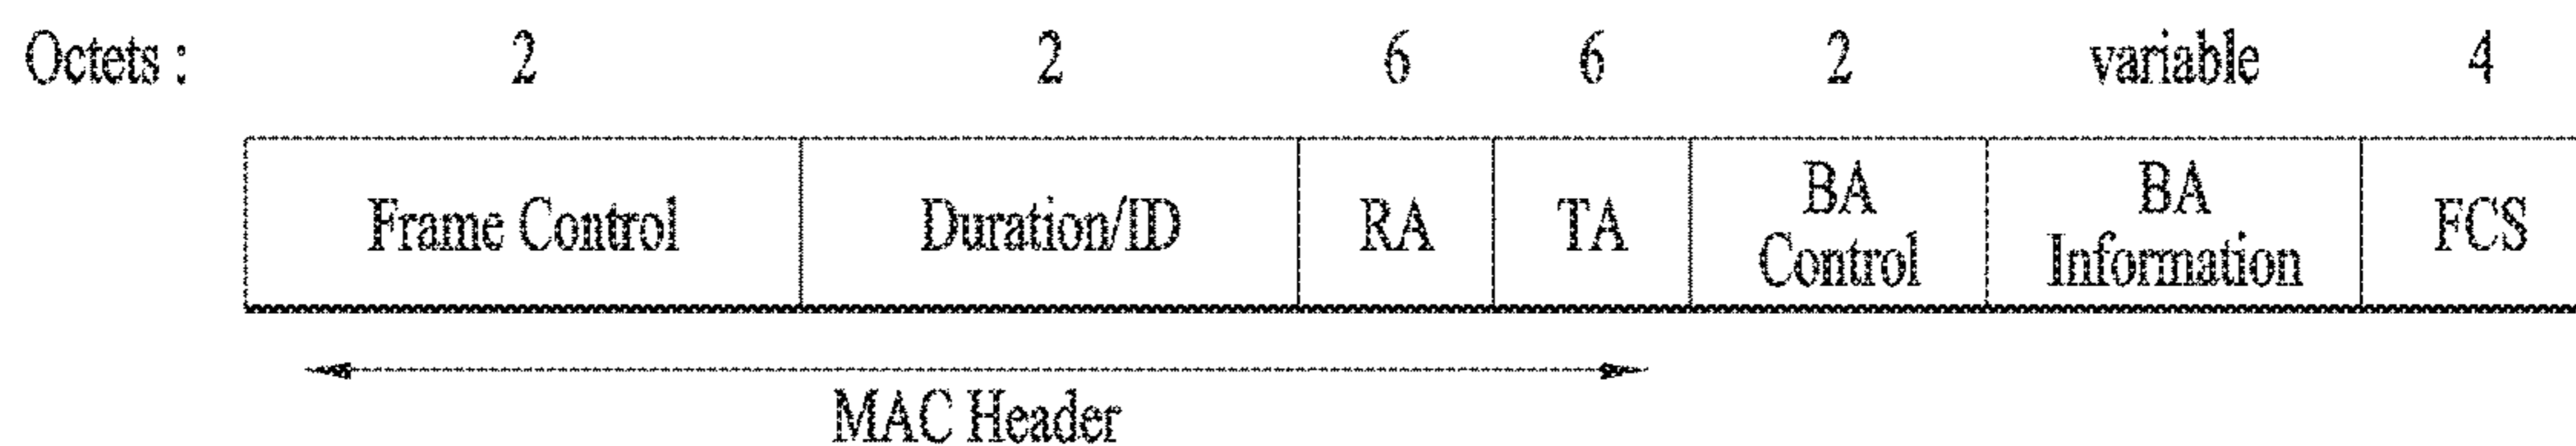 Octets : 2 2 6 6 2 variable 4
Frame Control Duration/ID RA TA BA Control BA Information FCS
MAC Header